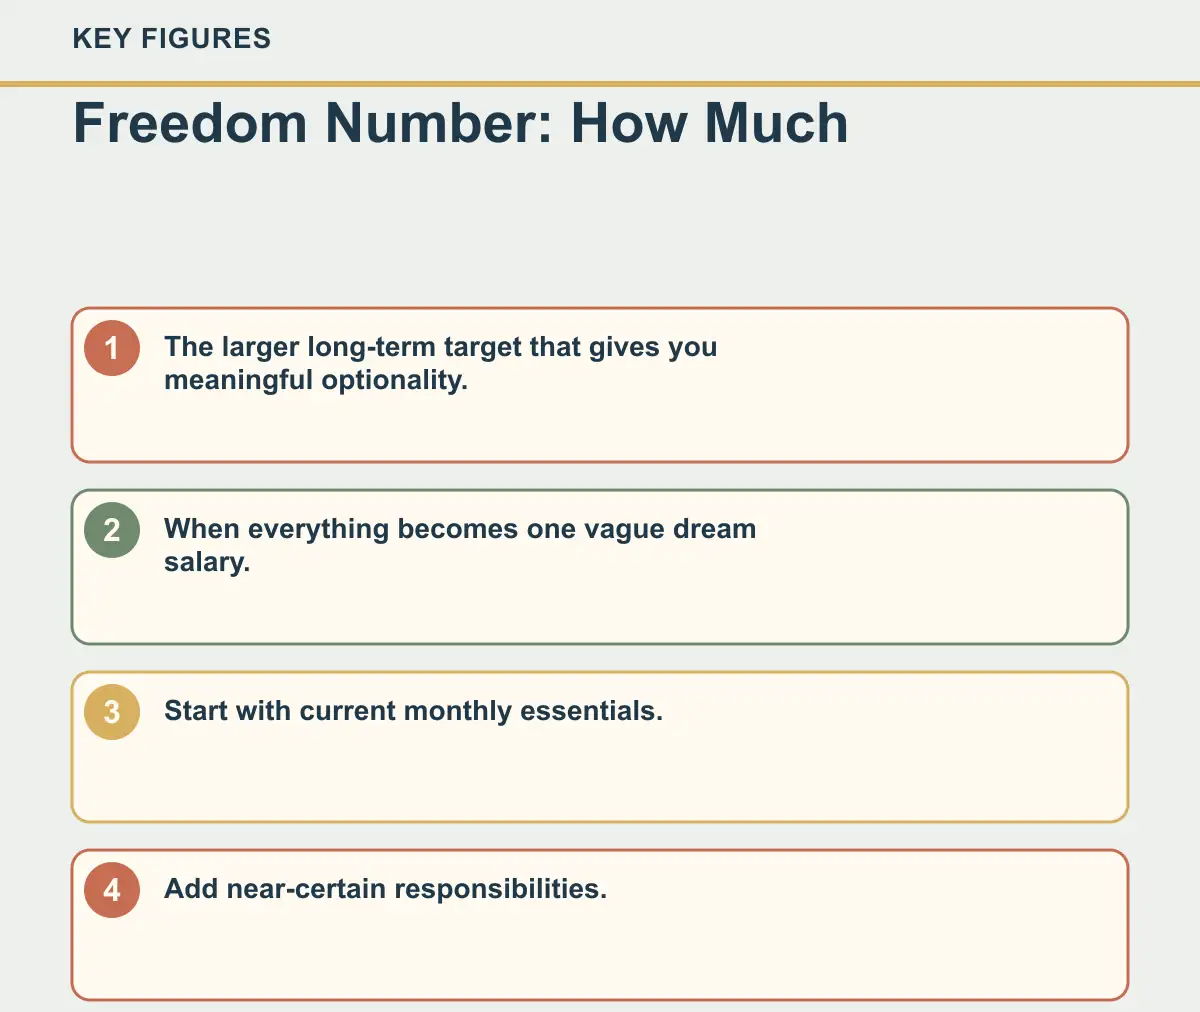 KEY FIGURES
Freedom Number: How Much
1
The larger long-term target that gives you
meaningful optionality.
2
When everything becomes one vague dream
salary.
3
Start with current monthly essentials.
4
Add near-certain responsibilities.